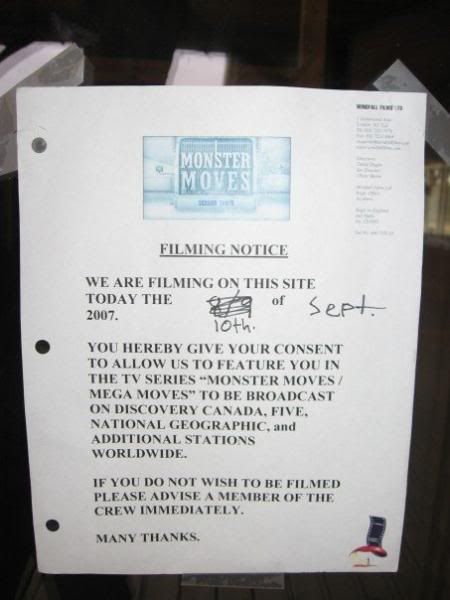 WINDFALL FILMS LTD
MONSTER
MOVES
FILMING NOTICE
WE ARE FILMING ON THIS SITE
TODAY THE of Sept.
2007. 10th.
YOU HEREBY GIVE YOUR CONSENT
TO ALLOW US TO FEATURE YOU IN
THE TV SERIES “MONSTER MOVES /
MEGA MOVES” TO BE BROADCAST
ON DISCOVERY CANADA, FIVE,
NATIONAL GEOGRAPHIC, and
ADDITIONAL STATIONS
WORLDWIDE.
IF YOU DO NOT WISH TO BE FILMED
PLEASE ADVISE A MEMBER OF THE
CREW IMMEDIATELY.
MANY THANKS.